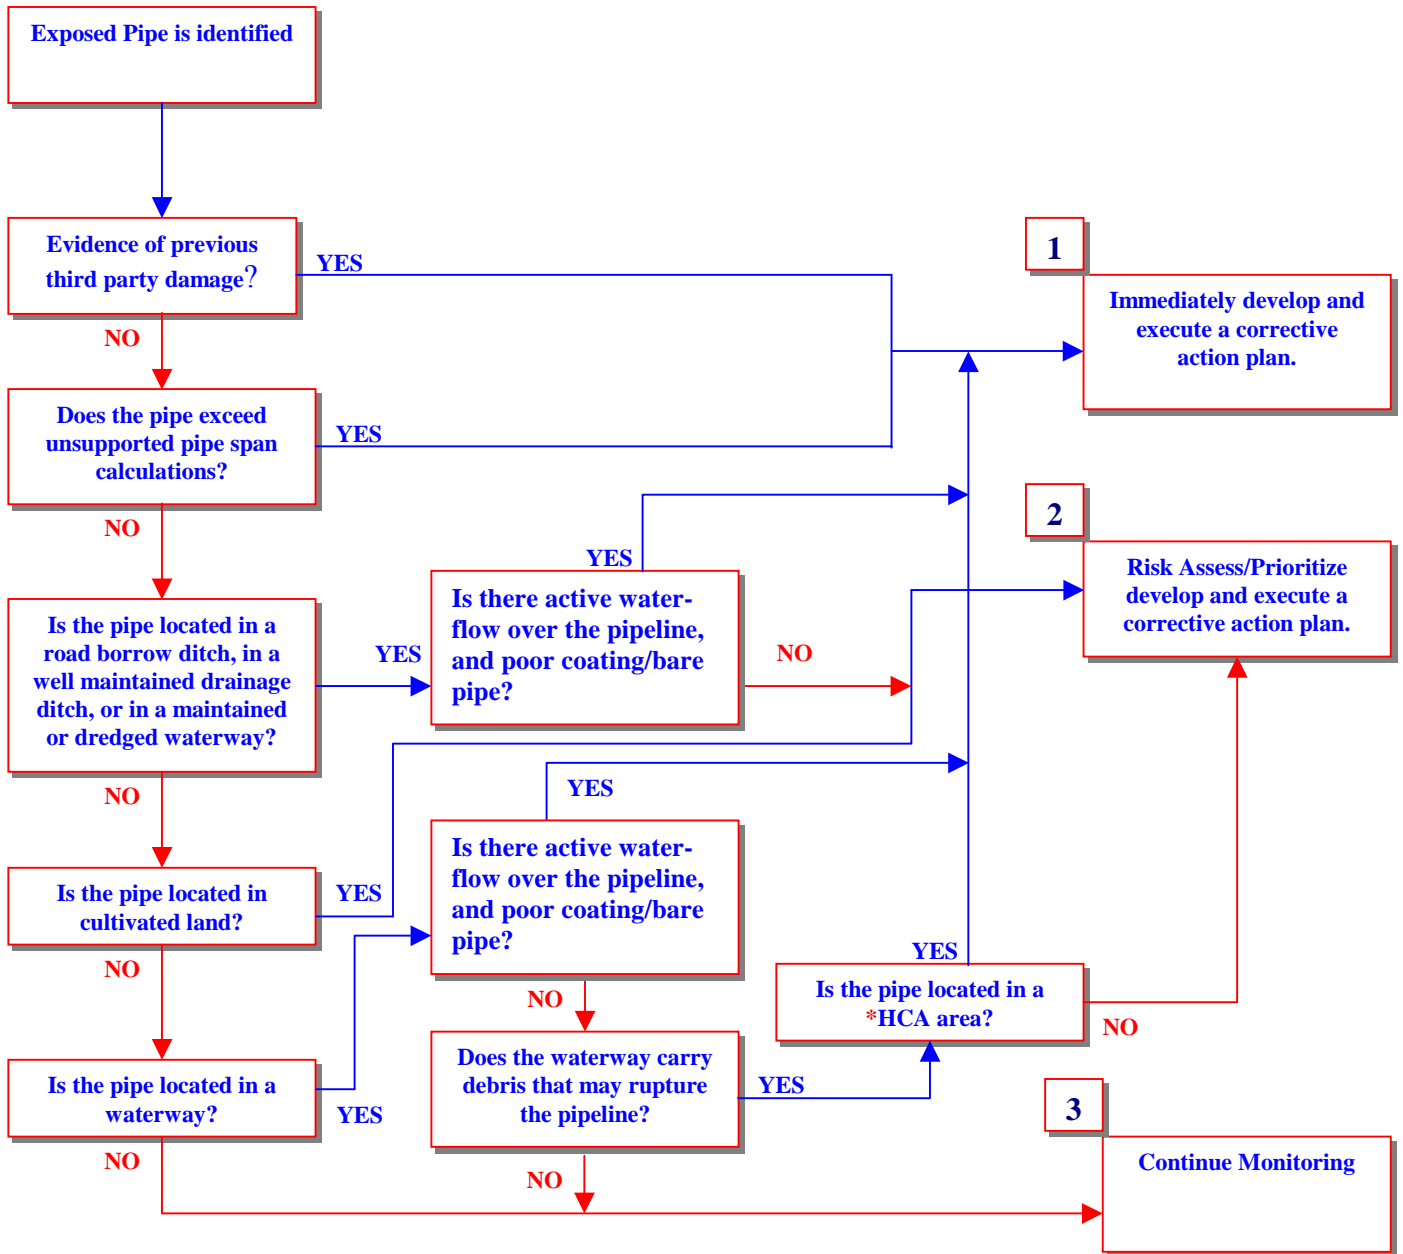 Exposed Pipe is identified
Evidence of previous
third party damage?
YES
NO
1
Immediately develop and
execute a corrective
action plan.
Does the pipe exceed
unsupported pipe span
calculations?
YES
NO
2
Risk Assess/Prioritize
develop and execute a
corrective action plan.
Is the pipe located in a
road borrow ditch, in a
well maintained drainage
ditch, or in a maintained
or dredged waterway?
YES
NO
YES
Is there active water-
flow over the pipeline,
and poor coating/bare
pipe?
NO
Is the pipe located in
cultivated land?
YES
NO
YES
Is there active water-
flow over the pipeline,
and poor coating/bare
pipe?
NO
YES
Is the pipe located in a
*HCA area?
NO
Is the pipe located in a
waterway?
YES
NO
Does the waterway carry
debris that may rupture
the pipeline?
YES
NO
3
Continue Monitoring